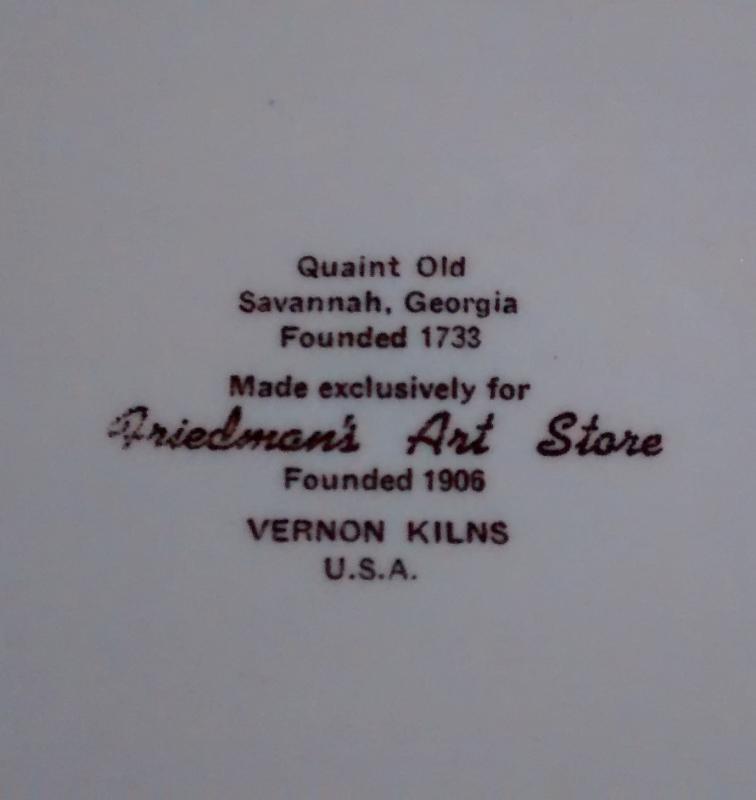 Quaint Old
Savannah, Georgia
Founded 1733
Made exclusively for
Friedman's Art Store
Founded 1906
VERNON KILNS
U.S.A.